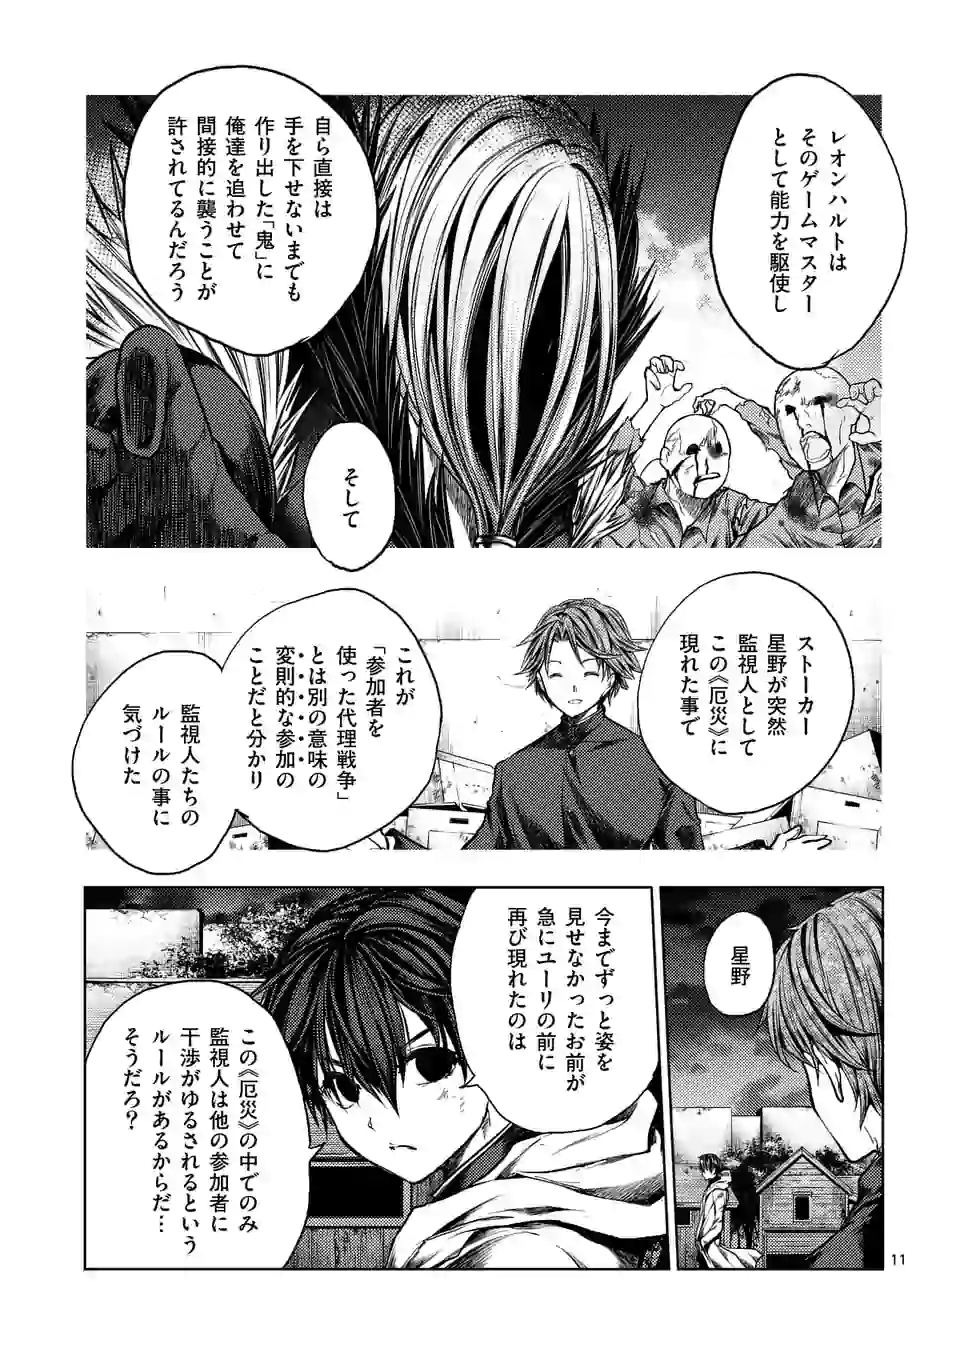 レオンハルトは
そのゲームマスター
として能力を駆使し
自ら直接は
手を下せないまでも
作り出した「鬼」に
俺達を追わせて
間接的に襲うことが
許されてるんだろう
そして
ストーカー
星野が突然
監視人として
この《厄災》に
現れた事で
これが
「参加者を
使った代理戦争」
とは別の意味の
変則的な参加の
ことだと分かり
監視人たちの
ルールの事に
気づけた
星野
今までずっと姿を
見せなかったお前が
急にユーリの前に
再び現れたのは
この《厄災》の中でのみ
監視人は他の参加者に
干渉がゆるされるという
ルールがあるからだ…
そうだろ?
11